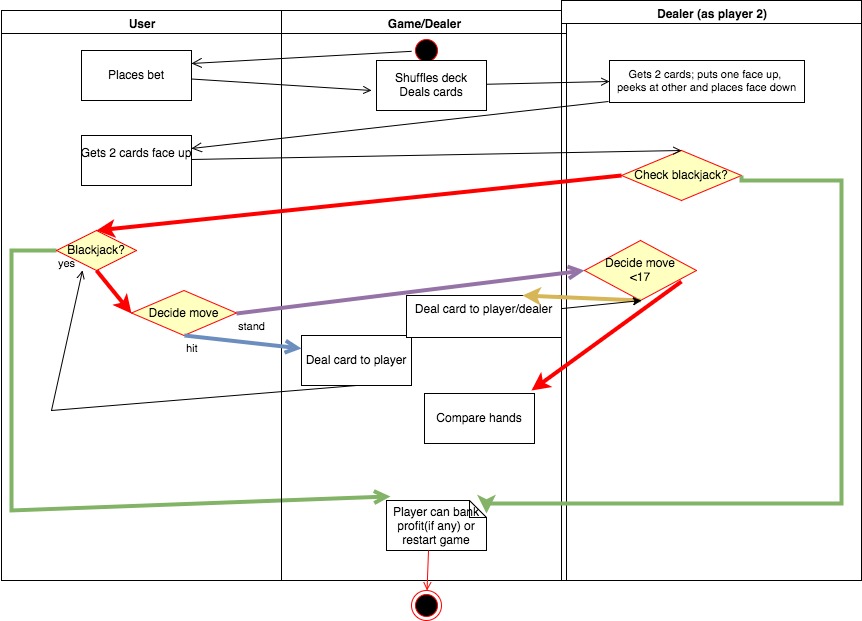 User
Game/Dealer
Dealer (as player 2)
Places bet
Shuffles deck
Deals cards
Gets 2 cards; puts one face up,
peeks at other and places face down
Gets 2 cards face up
Check blackjack?
Blackjack?
yes
Decide move
<17
Decide move
stand
hit
Deal card to player/dealer
Deal card to player
Compare hands
Player can bank
profit(if any) or
restart game